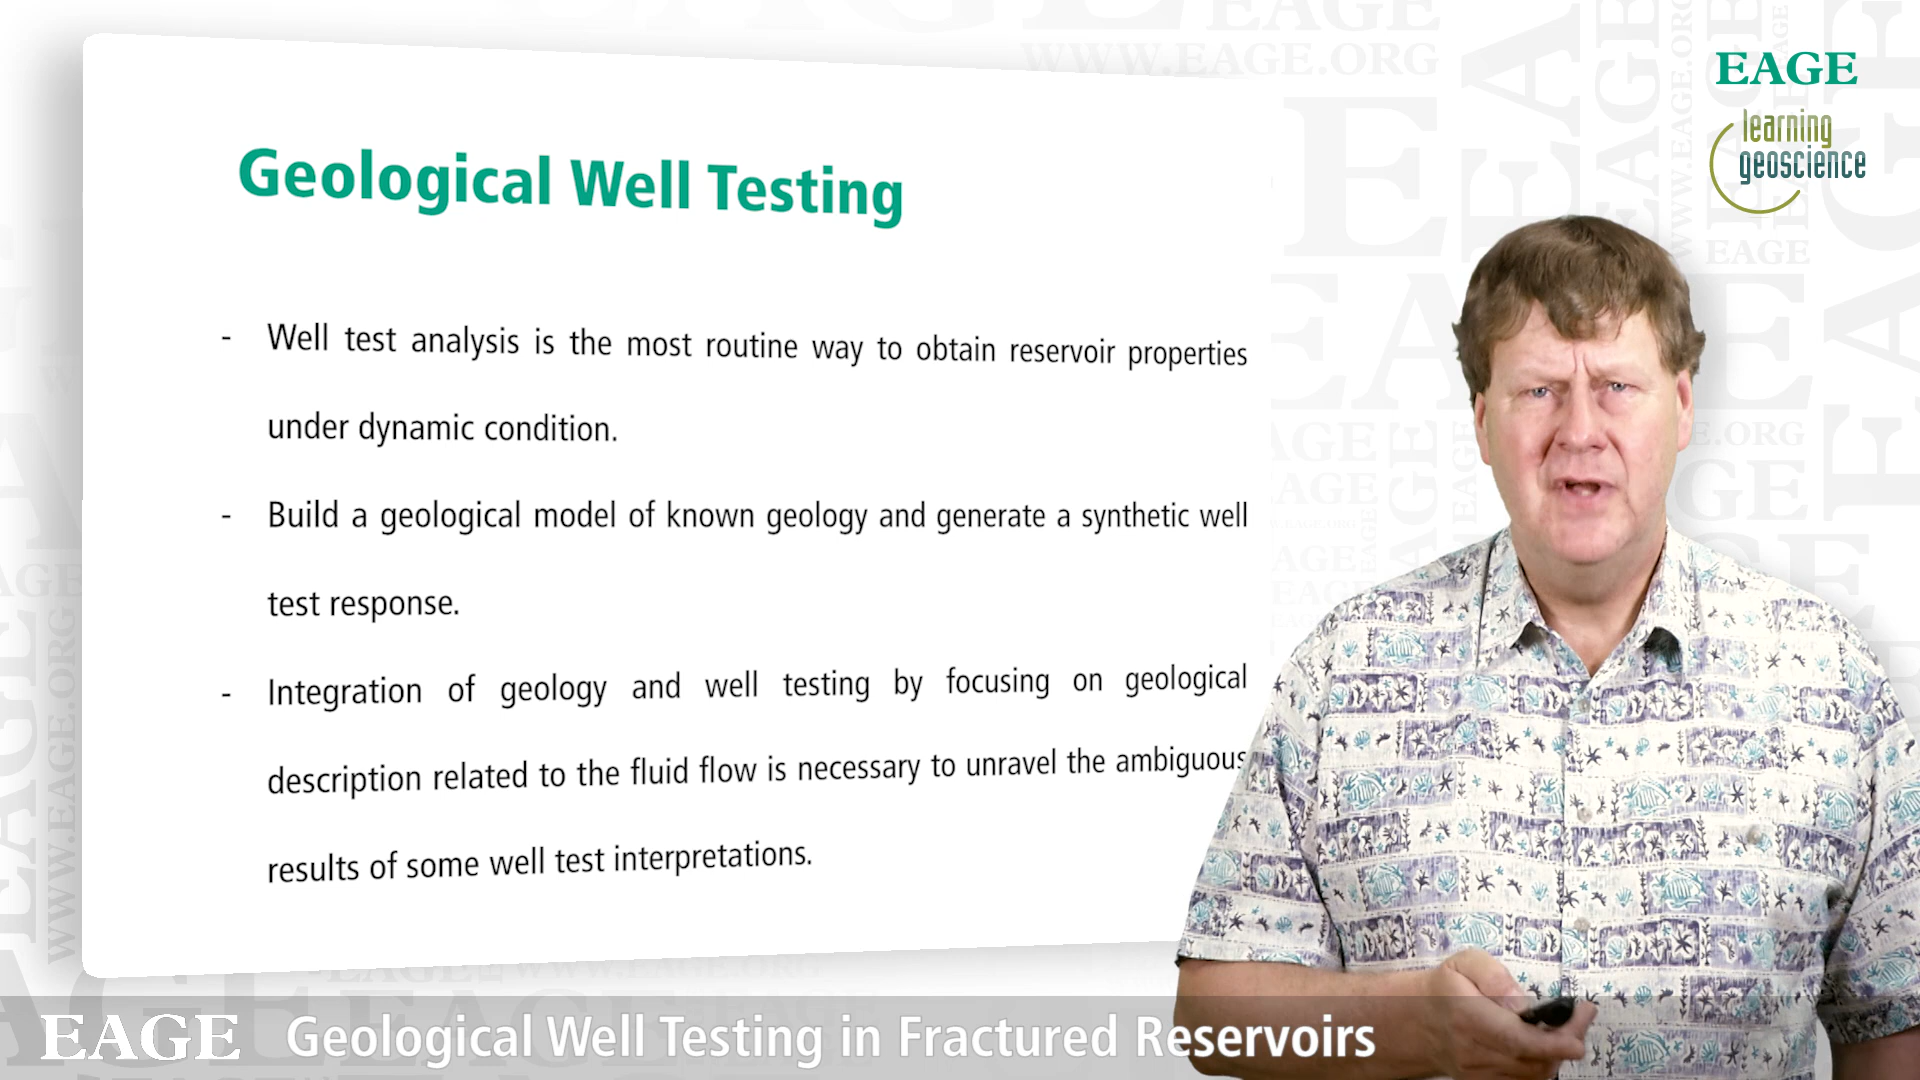 WWW.EAGE.ORG
EAGE
learning
geoscience
Geological Well Testing
- Well test analysis is the most routine way to obtain reservoir properties
under dynamic condition.
- Build a geological model of known geology and generate a synthetic well
test response.
- Integration of geology and well testing by focusing on geological
description related to the fluid flow is necessary to unravel the ambiguous
results of some well test interpretations.
EAGE Geological Well Testing in Fractured Reservoirs